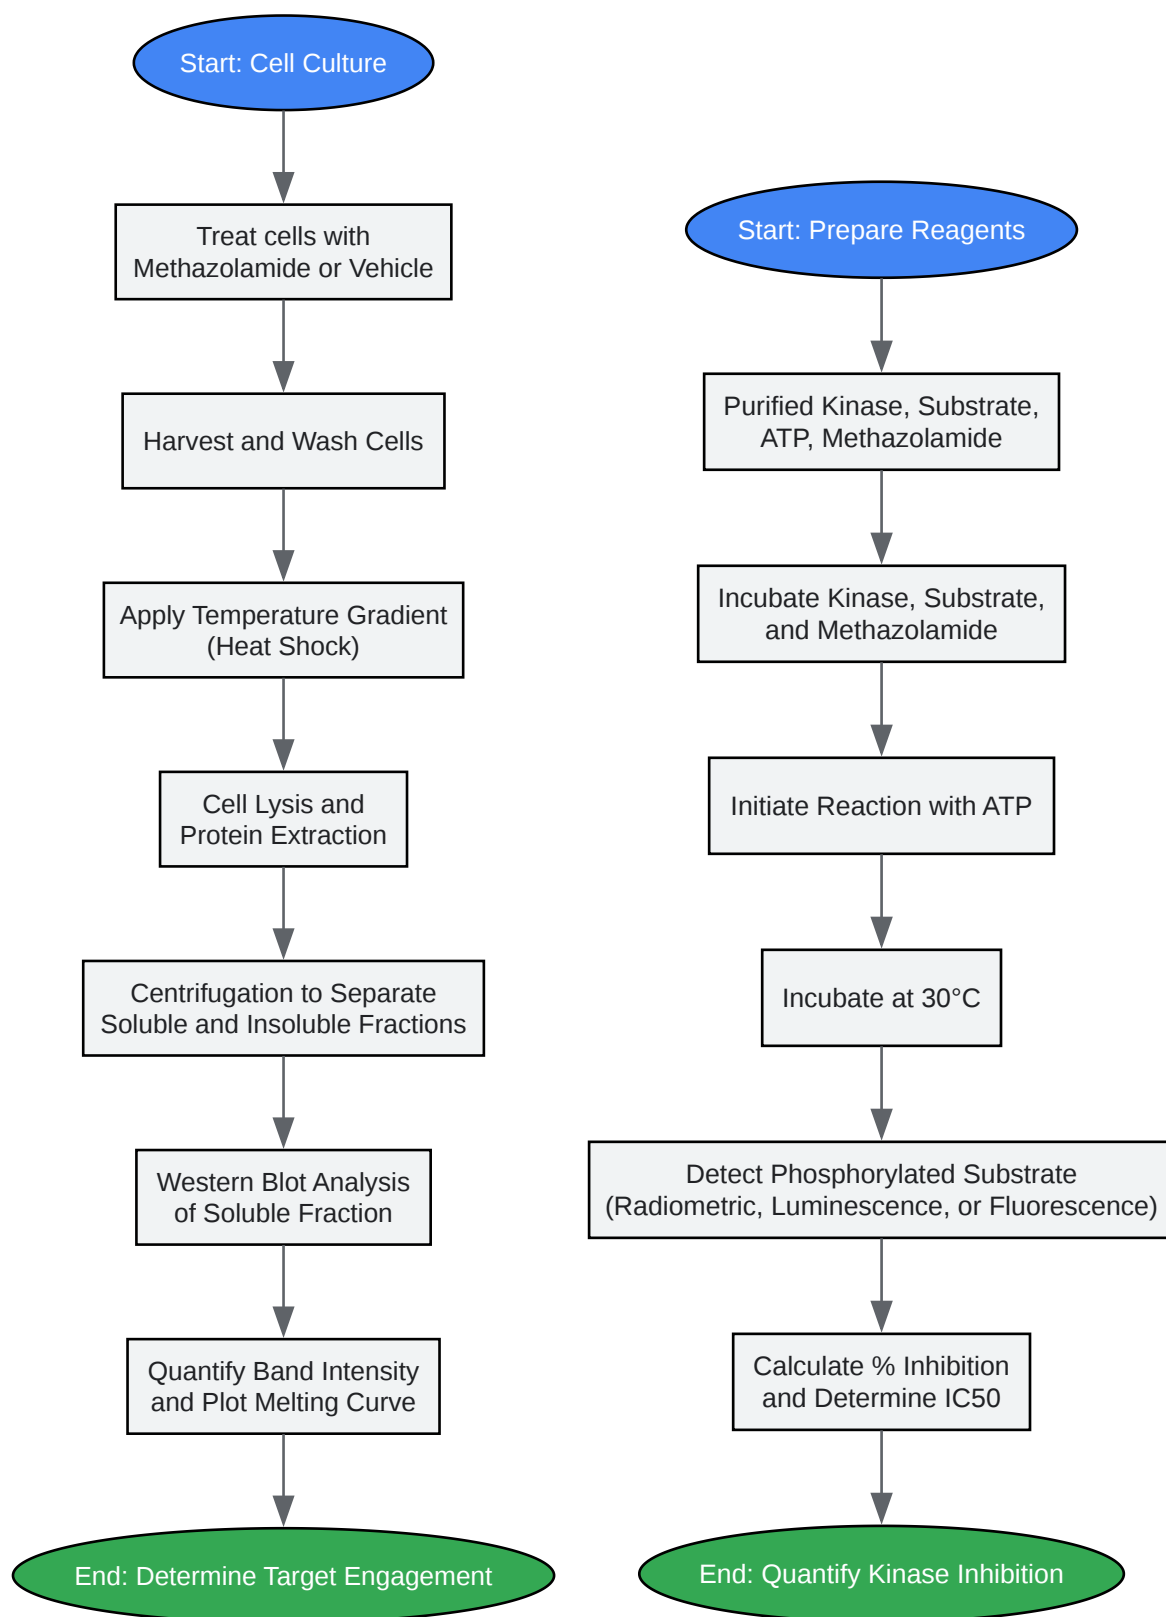 Start: Cell Culture
Treat cells with
Methazolamide or Vehicle
Harvest and Wash Cells
Apply Temperature Gradient
(Heat Shock)
Cell Lysis and
Protein Extraction
Centrifugation to Separate
Soluble and Insoluble Fractions
Western Blot Analysis
of Soluble Fraction
Quantify Band Intensity
and Plot Melting Curve
End: Determine Target Engagement
Start: Prepare Reagents
Purified Kinase, Substrate,
ATP, Methazolamide
Incubate Kinase, Substrate,
and Methazolamide
Initiate Reaction with ATP
Incubate at 30°C
Detect Phosphorylated Substrate
(Radiometric, Luminescence, or Fluorescence)
Calculate % Inhibition
and Determine IC50
End: Quantify Kinase Inhibition